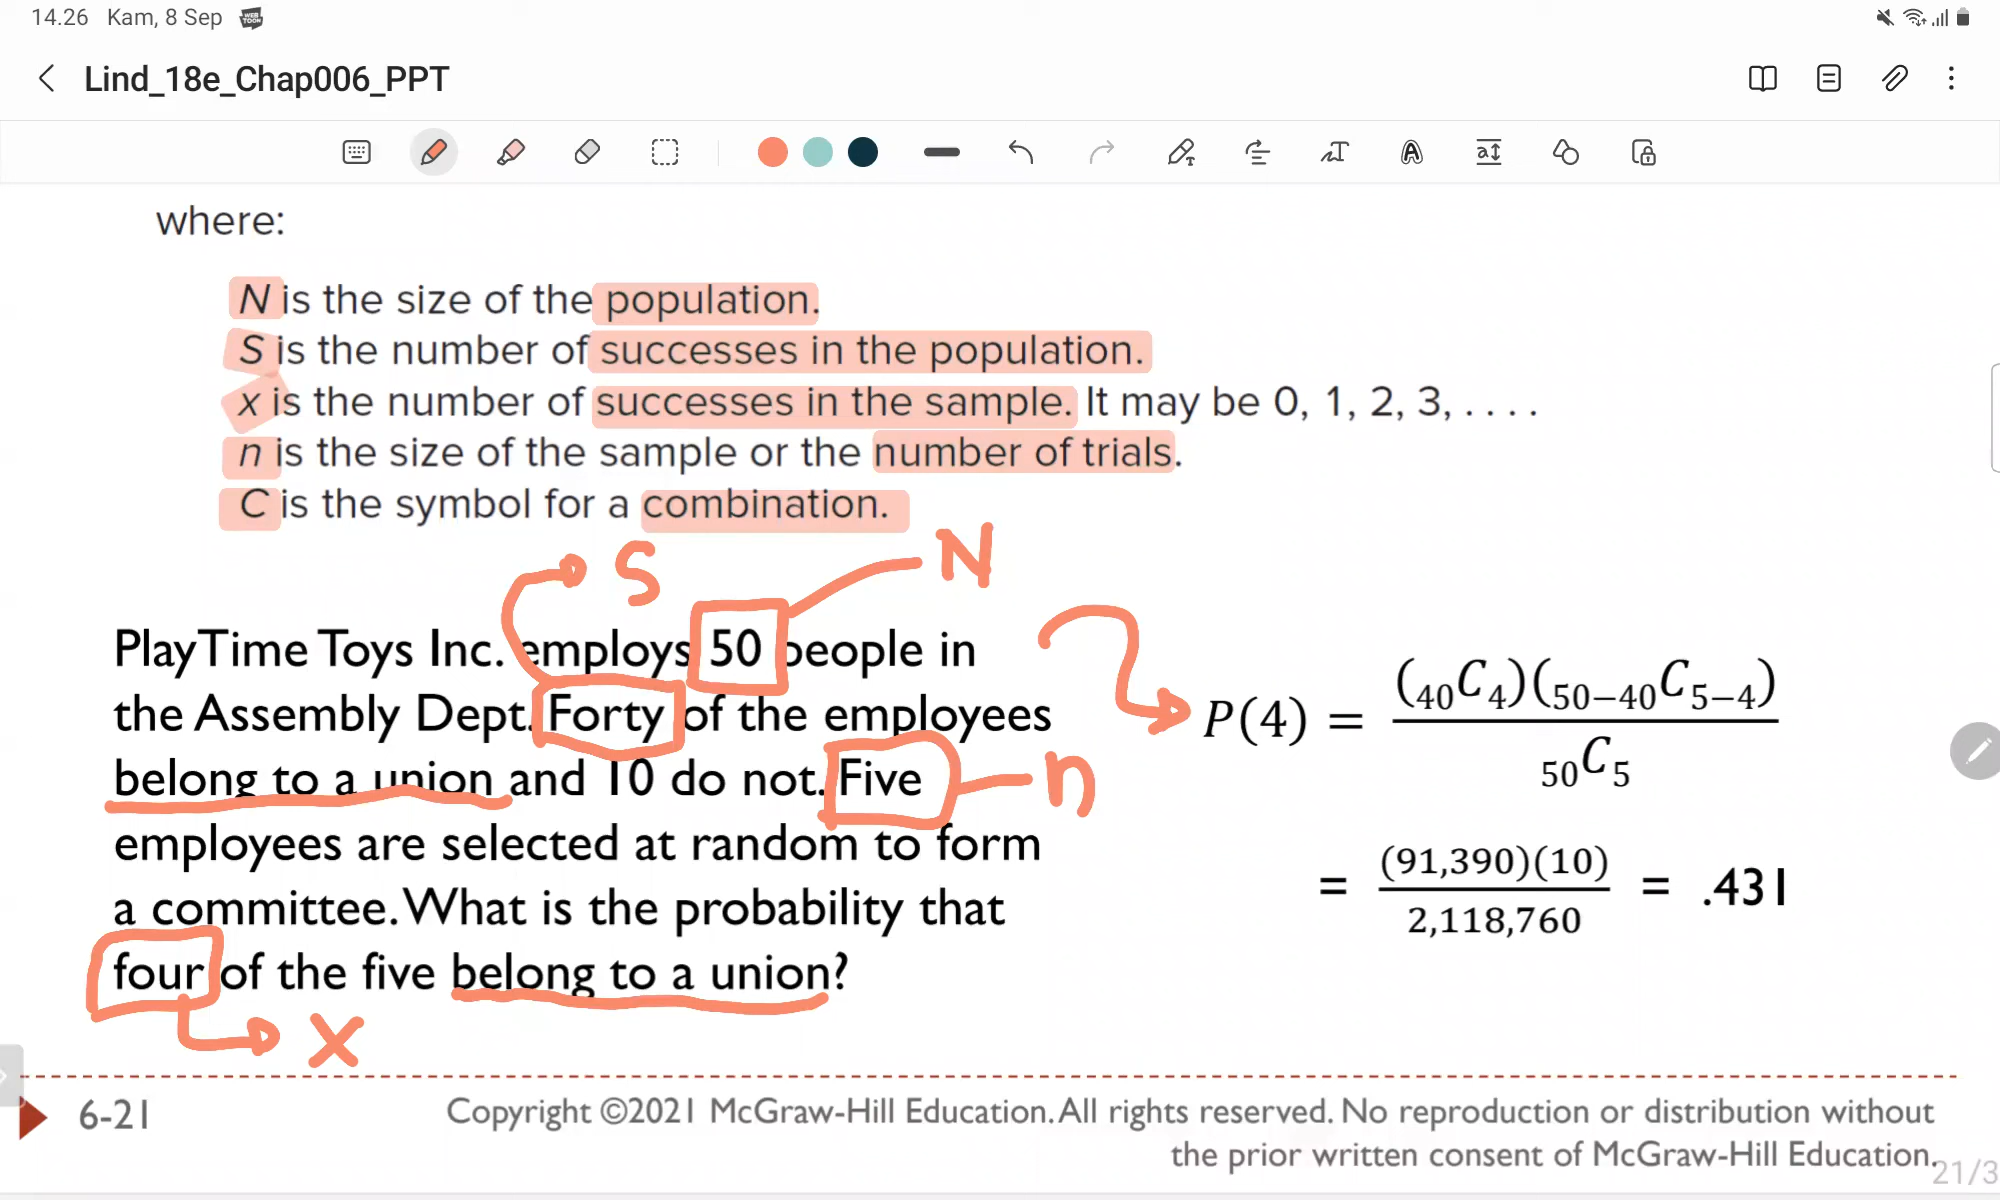 14.26 Kam, 8 Sep WEB TOON
Lind_18e_Chap006_PPT
where:
N is the size of the population.
S is the number of successes in the population.
x is the number of successes in the sample. It may be 0, 1, 2, 3, . . . .
n is the size of the sample or the number of trials.
C is the symbol for a combination.
S N
PlayTime Toys Inc. employs 50 people in
the Assembly Dept. Forty of the employees
belong to a union and 10 do not. Five n
employees are selected at random to form
a committee. What is the probability that
four of the five belong to a union?
x
P(4) = (₄₀C₄)(₅₀₋₄₀C₅₋₄)
₅₀C₅
= (91,390)(10) = .431
2,118,760
6-21
Copyright ©2021 McGraw-Hill Education. All rights reserved. No reproduction or distribution without
the prior written consent of McGraw-Hill Education.
21/3